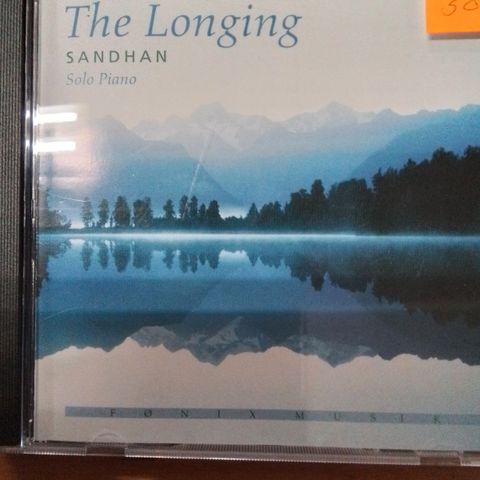 The Longing
SANDHAN
Solo Piano
FØNIX MUSIK